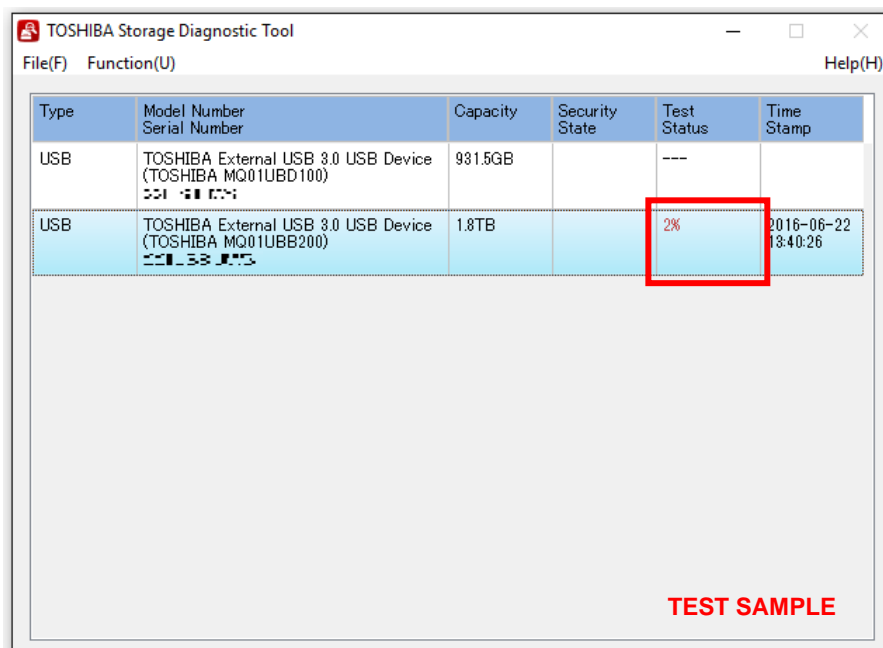 TOSHIBA Storage Diagnostic Tool
File(F) Function(U) Help(H)
Type Model Number Capacity Security Test Time
Serial Number State Status Stamp
USB TOSHIBA External USB 3.0 USB Device 931.5GB ---
(TOSHIBA MQ01UBD100)
USB TOSHIBA External USB 3.0 USB Device 1.8TB 2% 2016-06-22
(TOSHIBA MQ01UBB200) 13:40:26
TEST SAMPLE